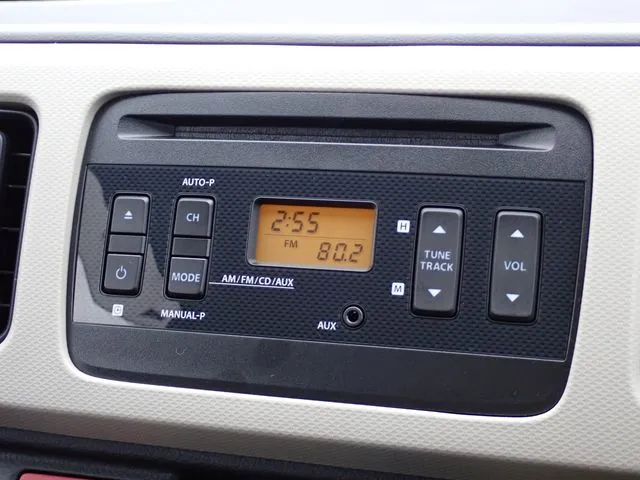 AUTO-P
CH
MODE
AM/FM/CD/AUX
MANUAL-P
2:55
FM
80.2
AUX
H
M
TUNE
TRACK
VOL